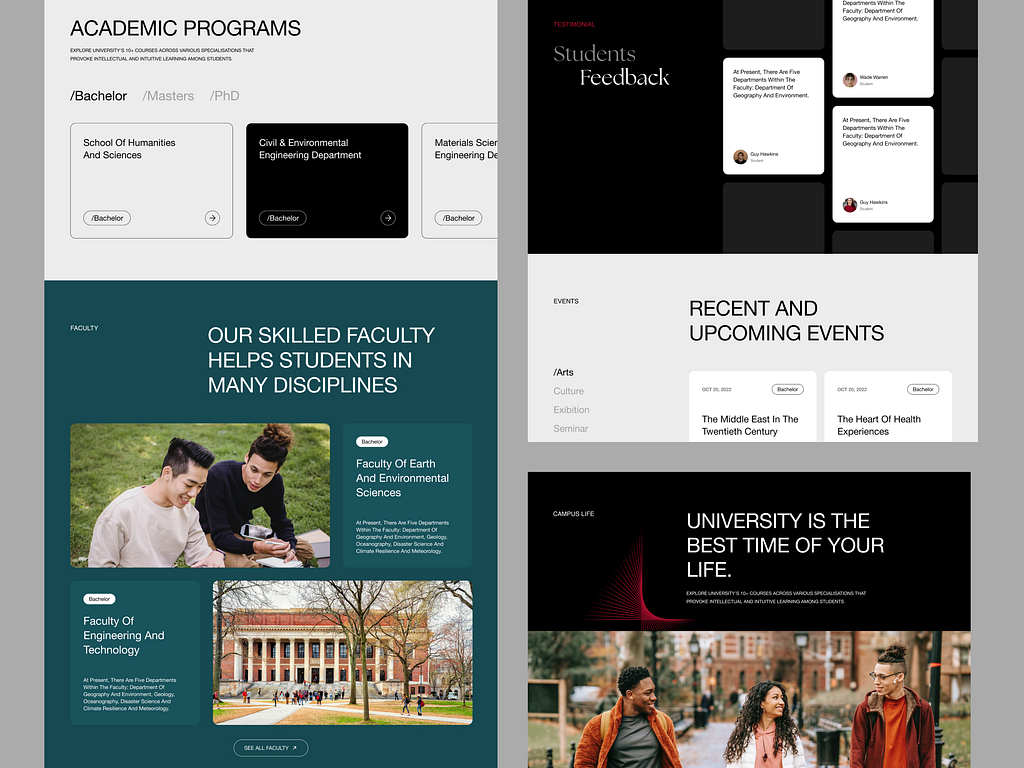 ACADEMIC PROGRAMS
EXPLORE UNIVERSITY'S 10+ COURSES ACROSS VARIOUS SPECIALISATIONS THAT
PROVOKE INTELLECTUAL AND INTUITIVE LEARNING AMONG STUDENTS.
/Bachelor
/Masters
/PhD
School Of Humanities
And Sciences
/Bachelor
Civil & Environmental
Engineering Department
/Bachelor
Materials Scien
Engineering De
/Bachelor
FACULTY
OUR SKILLED FACULTY
HELPS STUDENTS IN
MANY DISCIPLINES
Bachelor
Faculty Of Earth
And Environmental
Sciences
At Present, There Are Five Departments
Within The Faculty: Department Of
Geography And Environment, Geology,
Oceanography, Disaster Science And
Climate Resilience And Meteorology.
Bachelor
Faculty Of
Engineering And
Technology
At Present, There Are Five Departments
Within The Faculty: Department Of
Geography And Environment, Geology,
Oceanography, Disaster Science And
Climate Resilience And Meteorology.
SEE ALL FACULTY
TESTIMONIAL
Students
Feedback
At Present, There Are Five
Departments Within The
Faculty: Department Of
Geography And Environment.
Guy Hawkins
Student
Departments Within The
Faculty: Department Of
Geography And Environment.
Wade Warren
Student
At Present, There Are Five
Departments Within The
Faculty: Department Of
Geography And Environment.
Guy Hawkins
Student
EVENTS
RECENT AND
UPCOMING EVENTS
/Arts
Culture
Exibition
Seminar
OCT 20, 2022
Bachelor
The Middle East In The
Twentieth Century
OCT 20, 2022
Bachelor
The Heart Of Health
Experiences
CAMPUS LIFE
UNIVERSITY IS THE
BEST TIME OF YOUR
LIFE.
EXPLORE UNIVERSITY'S 10+ COURSES ACROSS VARIOUS SPECIALISATIONS THAT
PROVOKE INTELLECTUAL AND INTUITIVE LEARNING AMONG STUDENTS.